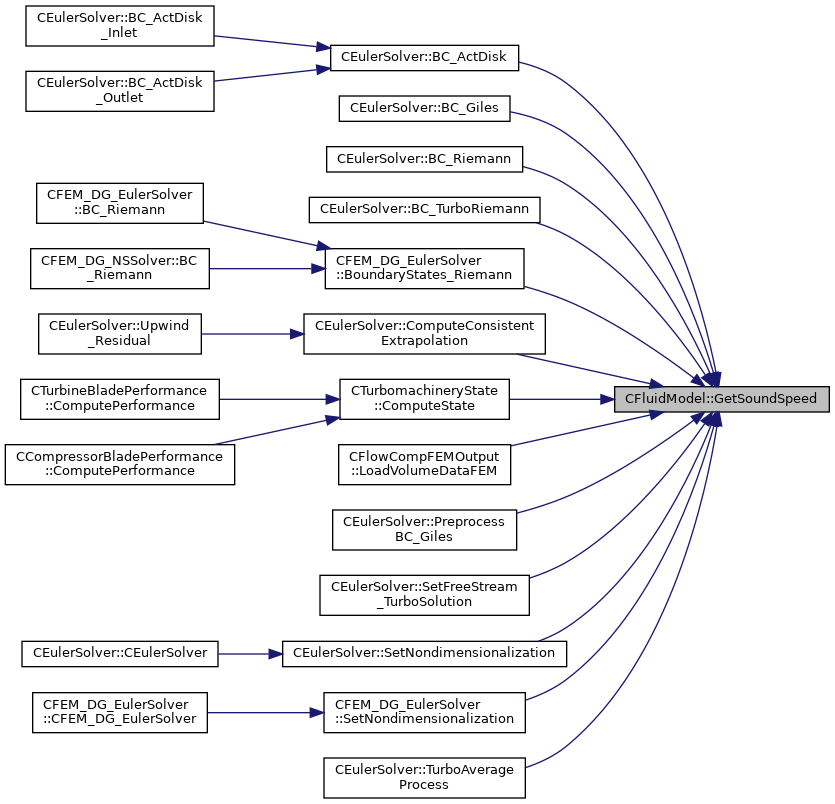 CEulerSolver::BC_ActDisk
_Inlet
CEulerSolver::BC_ActDisk
CEulerSolver::BC_ActDisk
_Outlet
CEulerSolver::BC_Giles
CEulerSolver::BC_Riemann
CFEM_DG_EulerSolver
::BC_Riemann
CEulerSolver::BC_TurboRiemann
CFEM_DG_NSSolver::BC
_Riemann
CFEM_DG_EulerSolver
::BoundaryStates_Riemann
CEulerSolver::Upwind
_Residual
CEulerSolver::ComputeConsistent
Extrapolation
CTurbineBladePerformance
::ComputePerformance
CTurbomachineryState
::ComputeState
CFluidModel::GetSoundSpeed
CCompressorBladePerformance
::ComputePerformance
CFlowCompFEMOutput
::LoadVolumeDataFEM
CEulerSolver::Preprocess
BC_Giles
CEulerSolver::SetFreeStream
_TurboSolution
CEulerSolver::CEulerSolver
CEulerSolver::SetNondimensionalization
CFEM_DG_EulerSolver
::CFEM_DG_EulerSolver
CFEM_DG_EulerSolver
::SetNondimensionalization
CEulerSolver::TurboAverage
Process